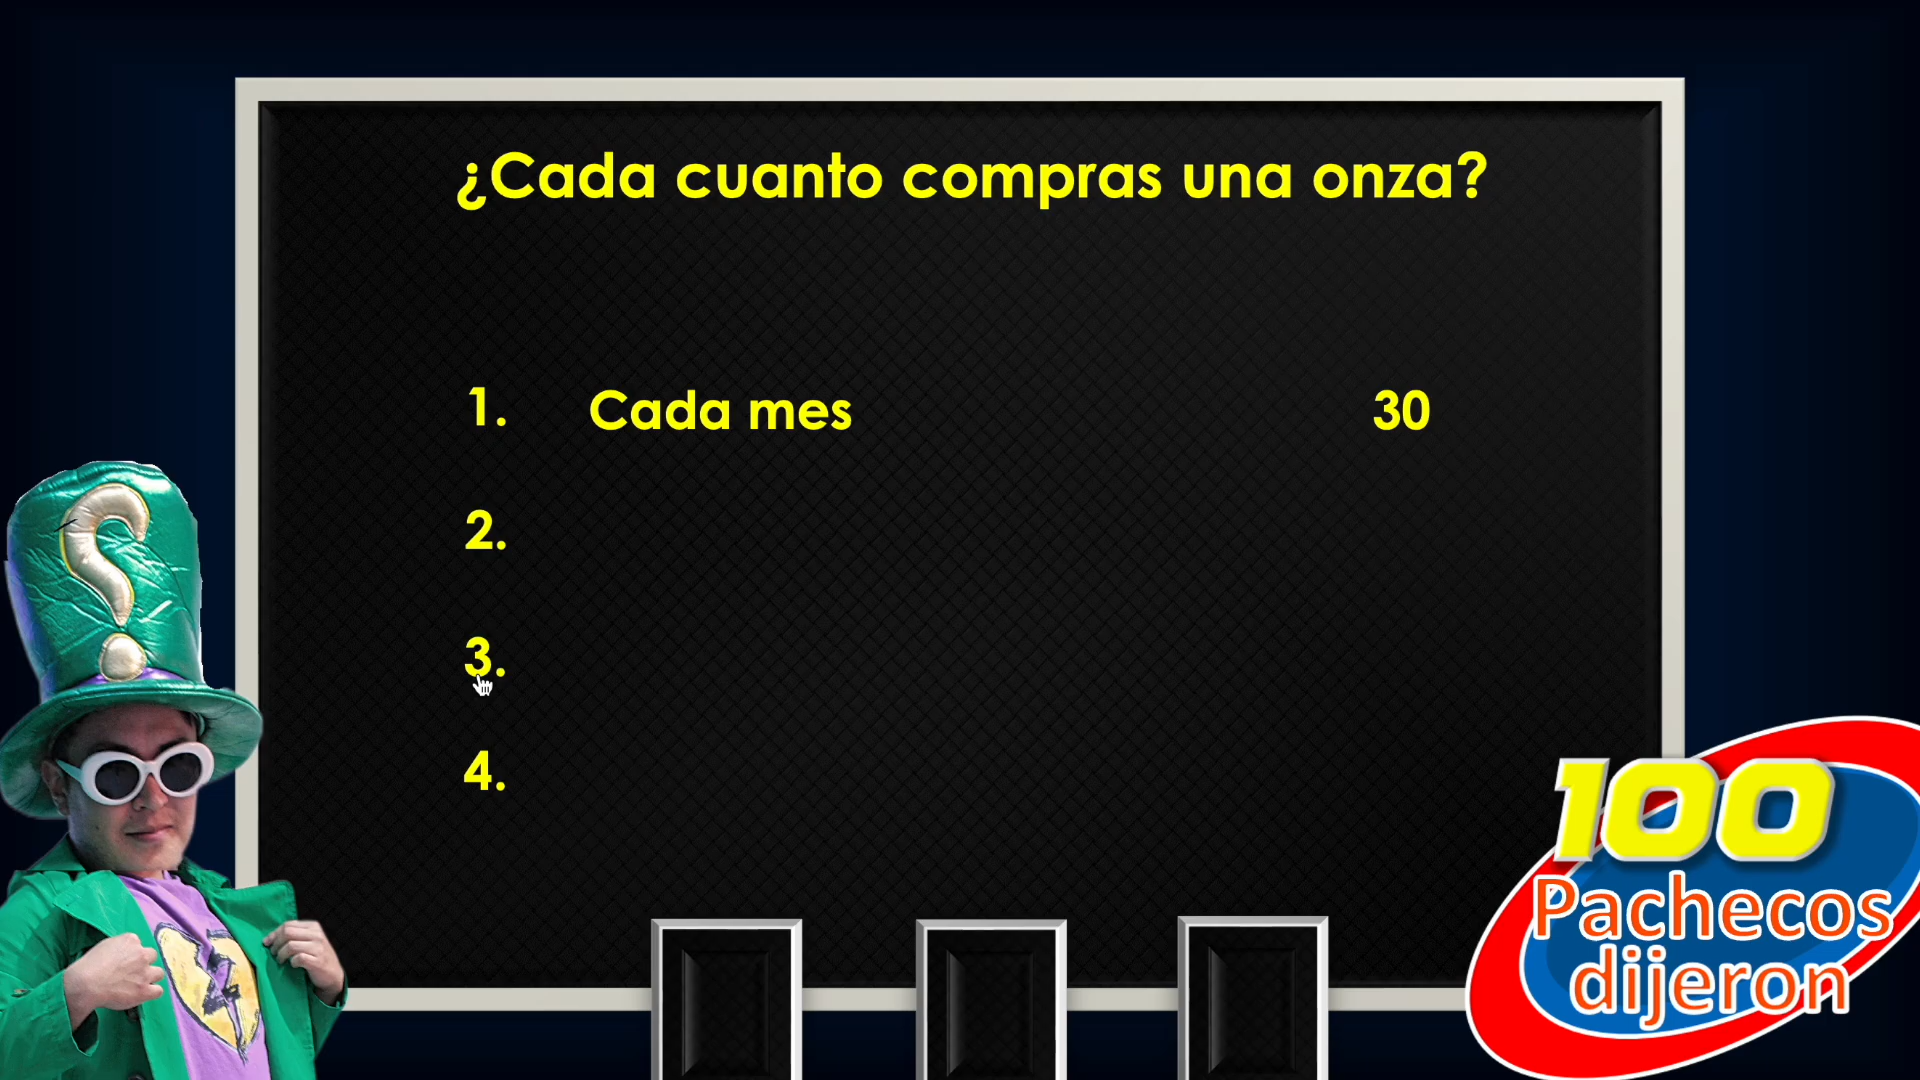 ¿Cada cuanto compras una onza?
1. Cada mes 30
2.
3.
4.
100
Pachecos
dijeron